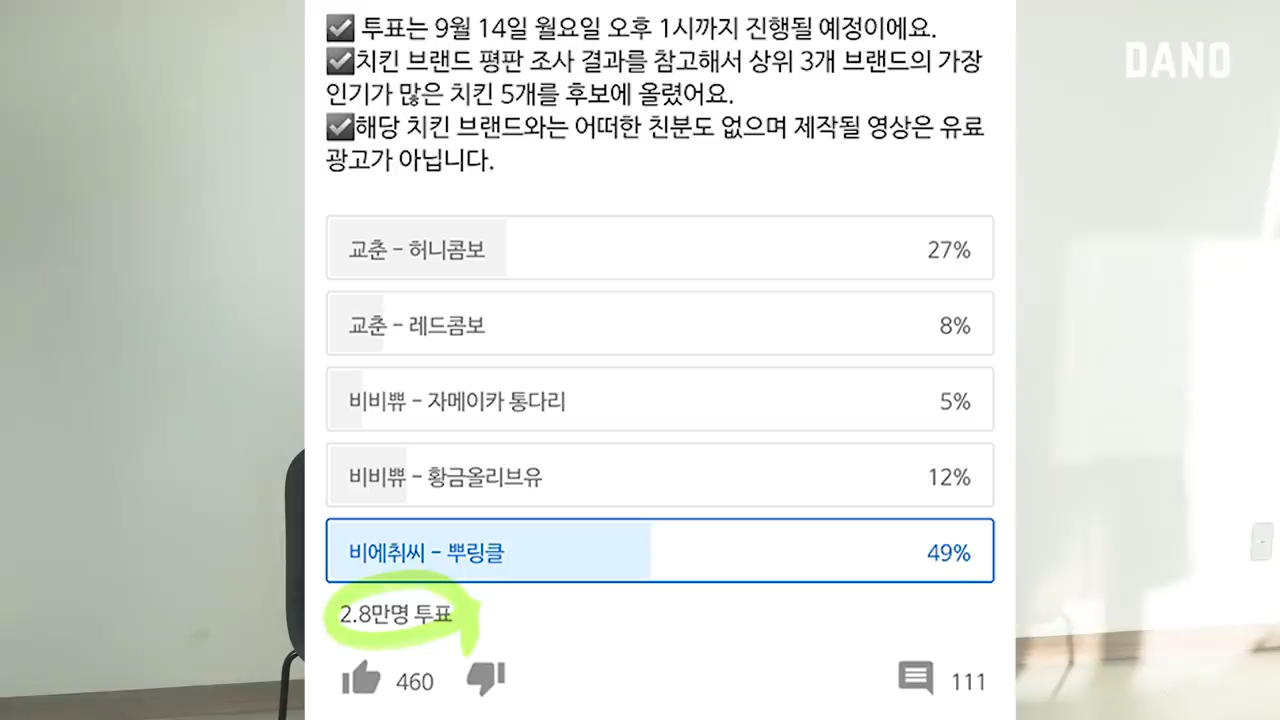 ✅ 투표는 9월 14일 월요일 오후 1시까지 진행될 예정이에요.
✅치킨 브랜드 평판 조사 결과를 참고해서 상위 3개 브랜드의 가장
인기가 많은 치킨 5개를 후보에 올렸어요.
✅해당 치킨 브랜드와는 어떠한 친분도 없으며 제작될 영상은 유료
광고가 아닙니다.
DANO
교춘 - 허니콤보 27%
교춘 - 레드콤보 8%
비비쀼 - 자메이카 통다리 5%
비비쀼 - 황금올리브유 12%
비에취씨 - 뿌링클 49%
2.8만명 투표
460 111